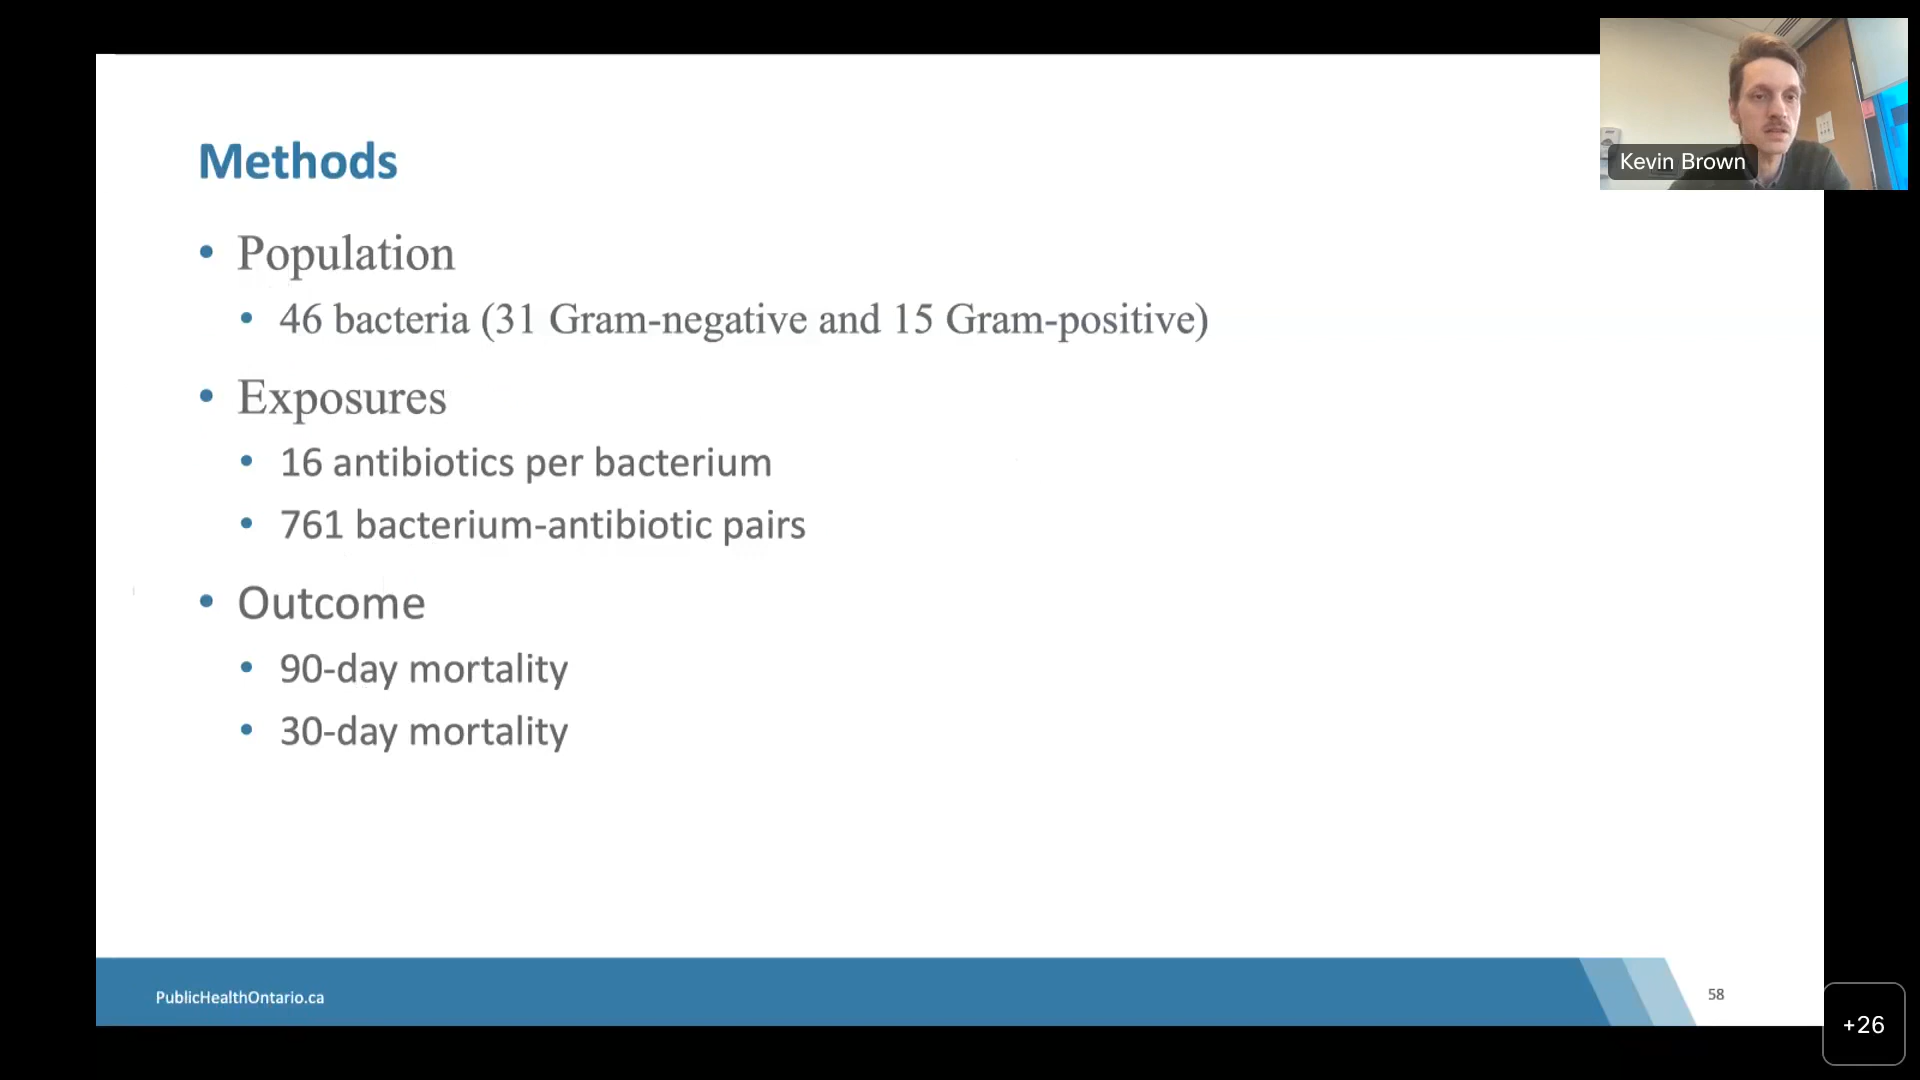 Methods
• Population
• 46 bacteria (31 Gram-negative and 15 Gram-positive)
• Exposures
• 16 antibiotics per bacterium
• 761 bacterium-antibiotic pairs
• Outcome
• 90-day mortality
• 30-day mortality
PublicHealthOntario.ca
58
Kevin Brown
+26